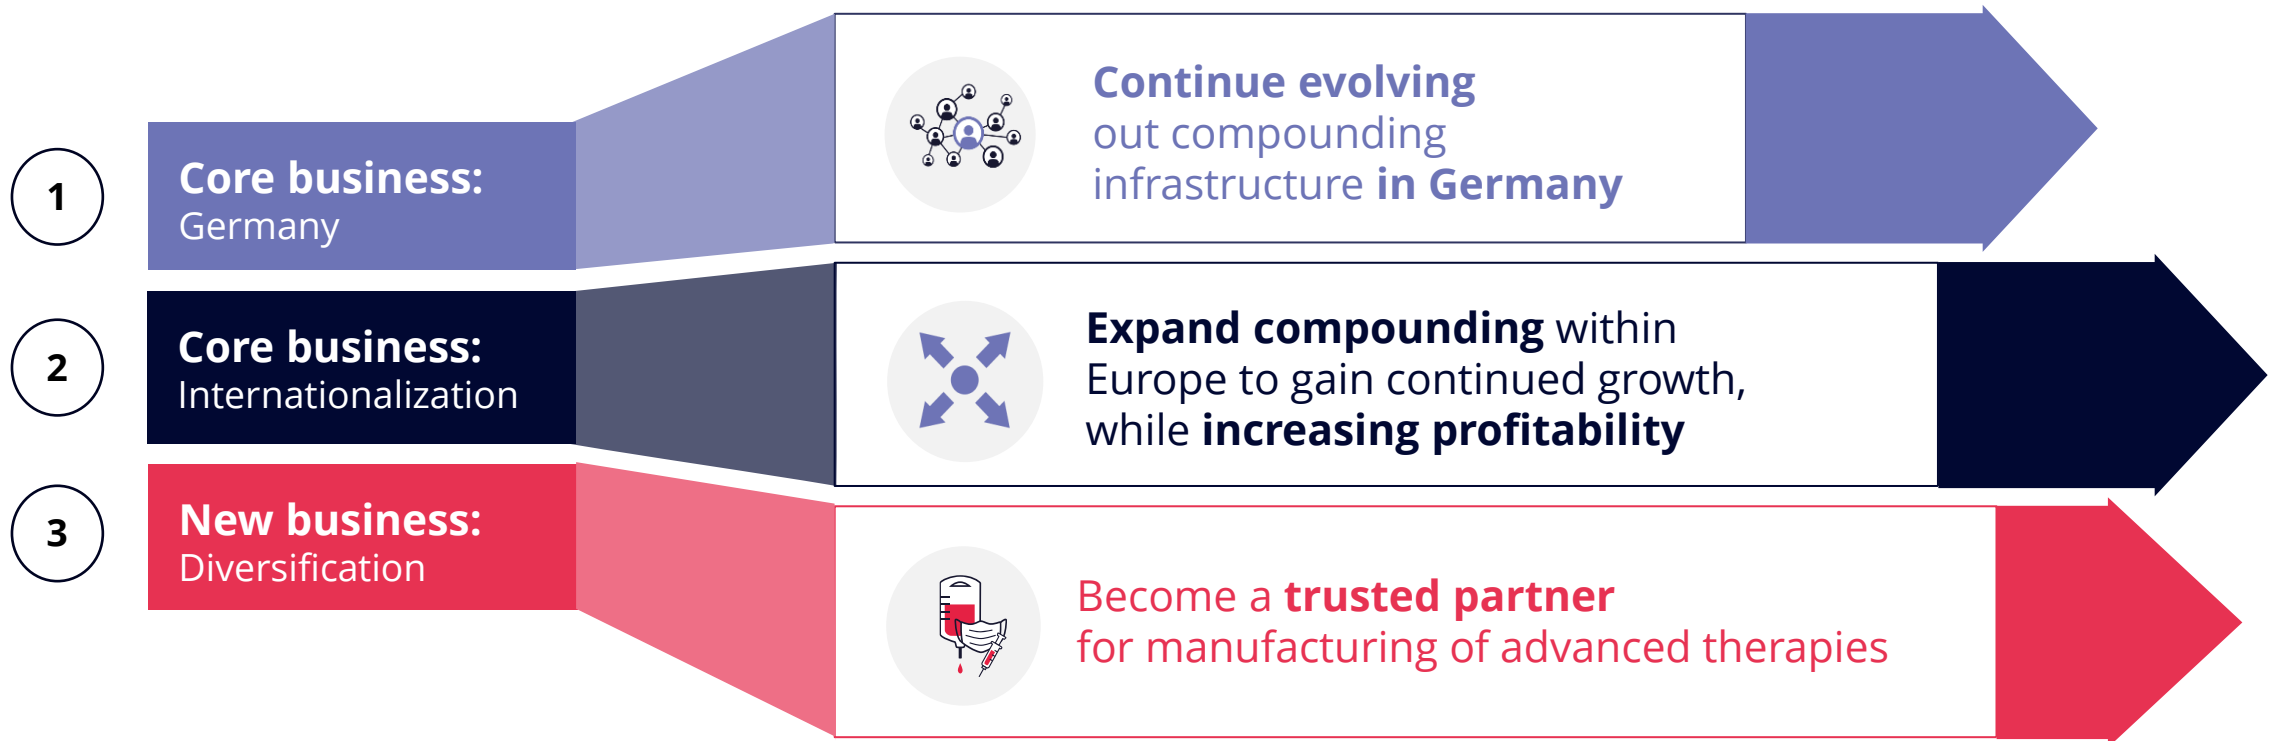 1
Core business:
Germany
Continue evolving
out compounding
infrastructure in Germany
2
Core business:
Internationalization
Expand compounding within
Europe to gain continued growth,
while increasing profitability
3
New business:
Diversification
Become a trusted partner
for manufacturing of advanced therapies